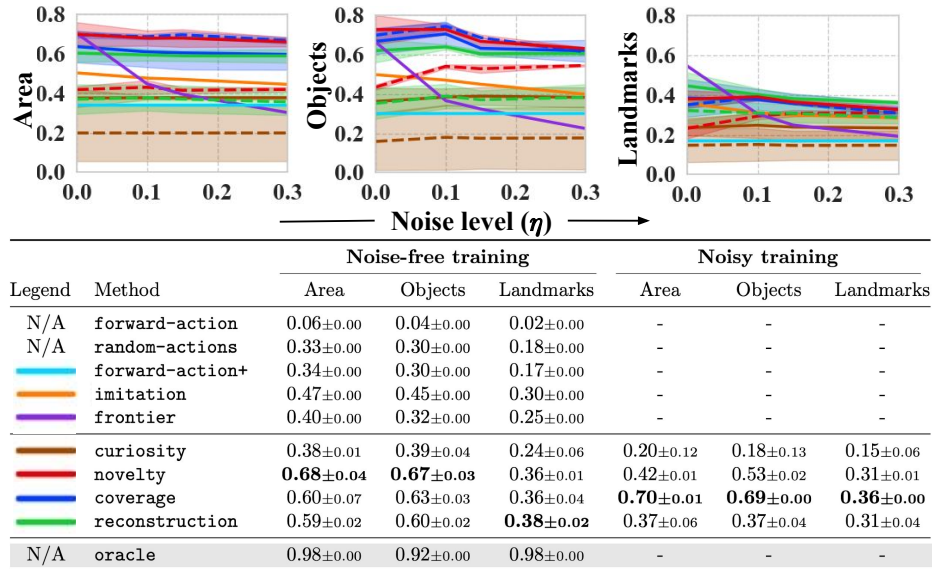 0.8 0.8 0.8
0.6 0.6 0.6
0.4 0.4 0.4
0.2 0.2 0.2
0.0 0.0 0.0
Area Objects Landmarks
0.0 0.1 0.2 0.3 0.0 0.1 0.2 0.3 0.0 0.1 0.2 0.3
Noise level (η)
Noise-free training Noisy training
Legend Method Area Objects Landmarks Area Objects Landmarks
N/A forward-action 0.06±0.00 0.04±0.00 0.02±0.00 - - -
N/A random-actions 0.33±0.00 0.30±0.00 0.18±0.00 - - -
forward-action+ 0.34±0.00 0.30±0.00 0.17±0.00 - - -
imitation 0.47±0.00 0.45±0.00 0.30±0.00 - - -
frontier 0.40±0.00 0.32±0.00 0.25±0.00 - - -
curiosity 0.38±0.01 0.39±0.04 0.24±0.06 0.20±0.12 0.18±0.13 0.15±0.06
novelty 0.68±0.04 0.67±0.03 0.36±0.01 0.42±0.01 0.53±0.02 0.31±0.01
coverage 0.60±0.07 0.63±0.03 0.36±0.04 0.70±0.01 0.69±0.00 0.36±0.00
reconstruction 0.59±0.02 0.60±0.02 0.38±0.02 0.37±0.06 0.37±0.04 0.31±0.04
N/A oracle 0.98±0.00 0.92±0.00 0.98±0.00 - - -